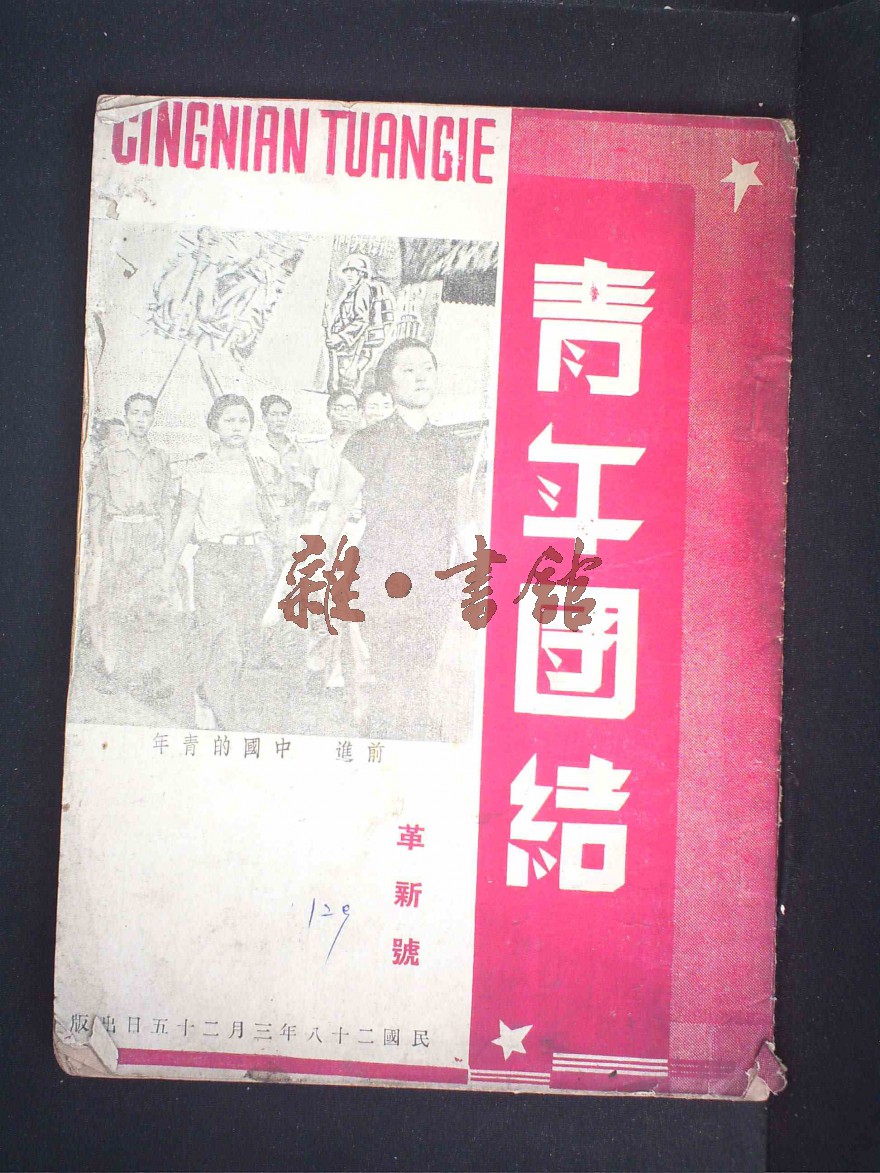 CINGNIAN TUANGIE
青年團結
前進 中國的青年
革新號
129
民國二十八年三月二十五日出版
雜·書館